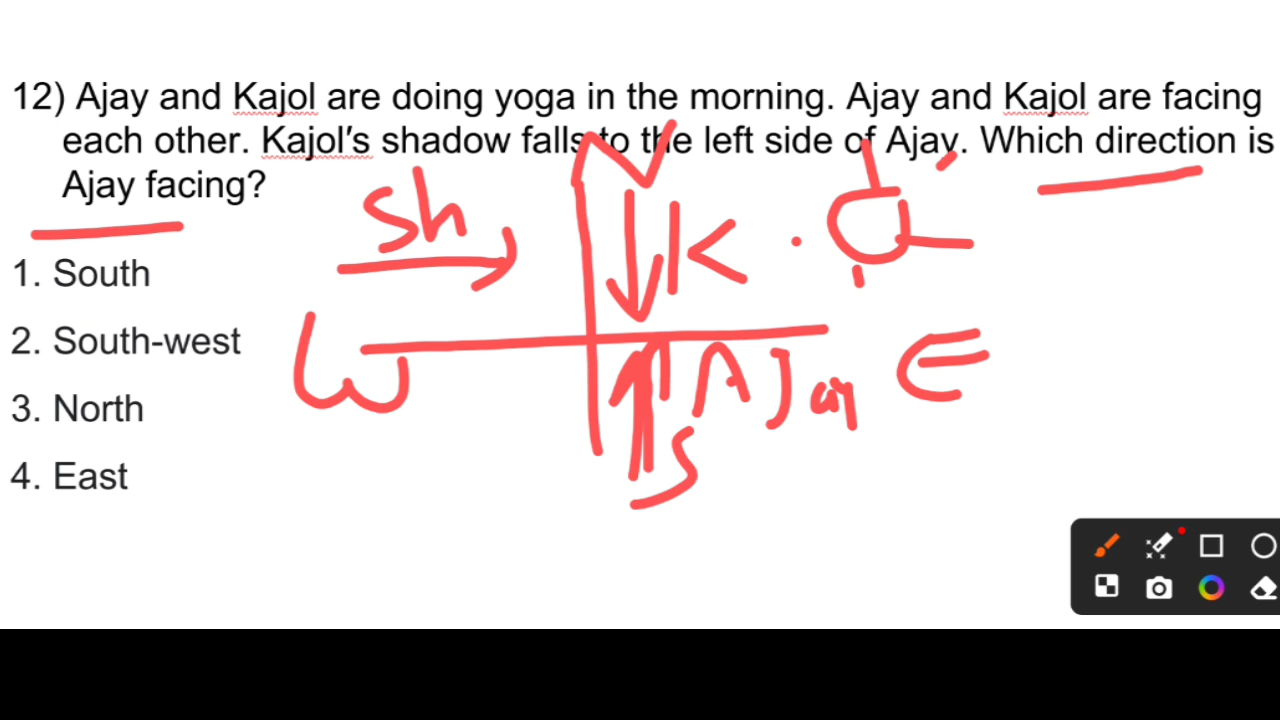 12) Ajay and Kajol are doing yoga in the morning. Ajay and Kajol are facing
each other. Kajol's shadow falls to the left side of Ajay. Which direction is
Ajay facing?
N
Sh
K
1. South
2. South-west
W
E
3. North
Ajay
S
4. East